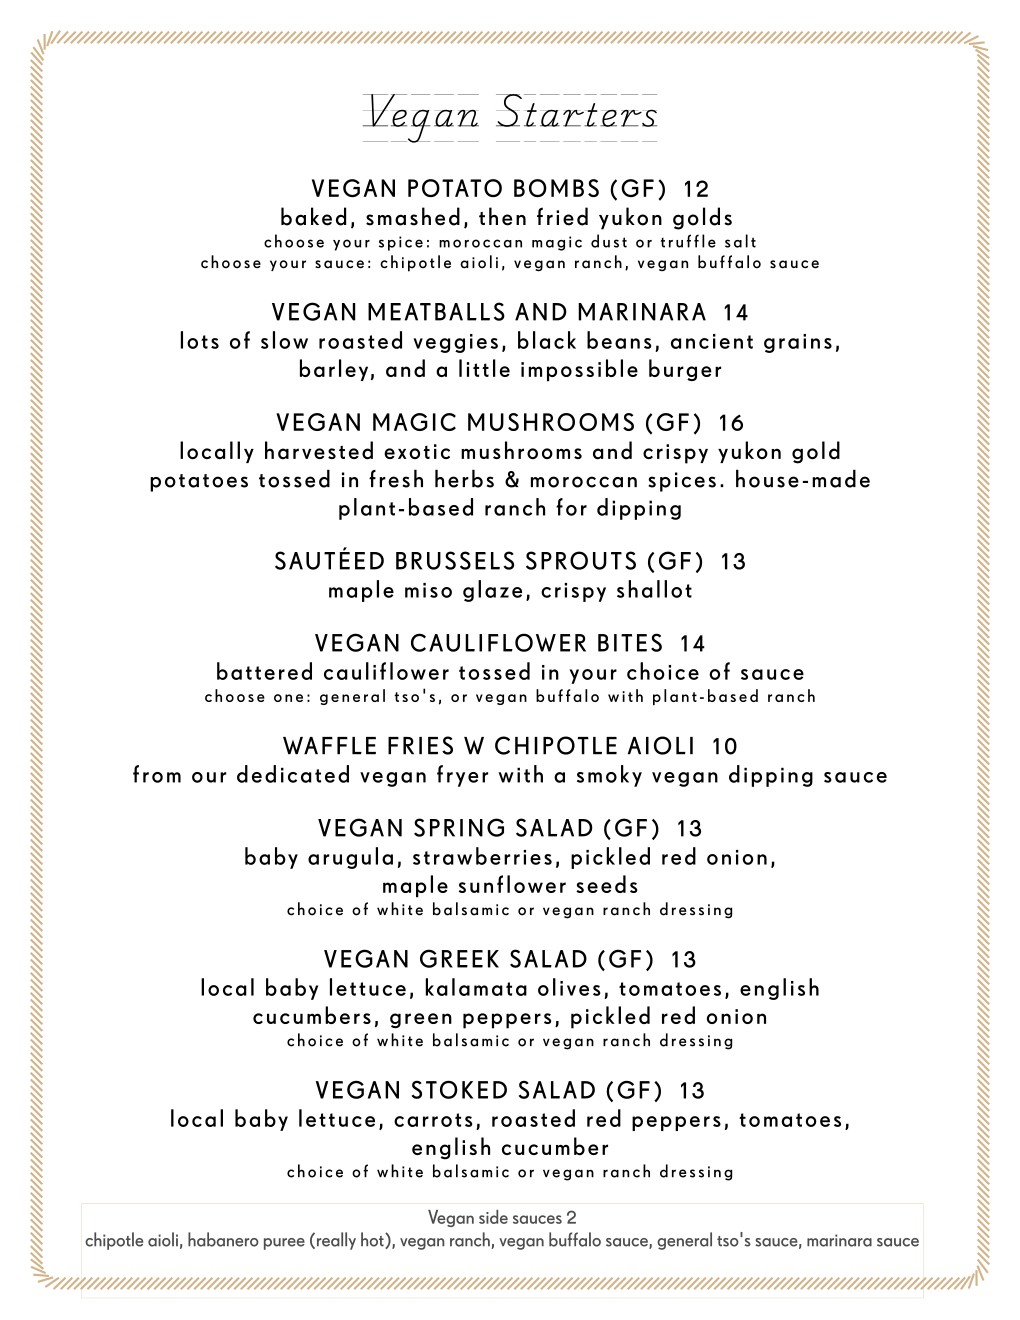 Vegan Starters
VEGAN POTATO BOMBS (GF) 12
baked, smashed, then fried yukon golds
choose your spice: moroccan magic dust or truffle salt
choose your sauce: chipotle aioli, vegan ranch, vegan buffalo sauce
VEGAN MEATBALLS AND MARINARA 14
lots of slow roasted veggies, black beans, ancient grains,
barley, and a little impossible burger
VEGAN MAGIC MUSHROOMS (GF) 16
locally harvested exotic mushrooms and crispy yukon gold
potatoes tossed in fresh herbs & moroccan spices. house-made
plant-based ranch for dipping
SAUTÉED BRUSSELS SPROUTS (GF) 13
maple miso glaze, crispy shallot
VEGAN CAULIFLOWER BITES 14
battered cauliflower tossed in your choice of sauce
choose one: general tso's, or vegan buffalo with plant-based ranch
WAFFLE FRIES W CHIPOTLE AIOLI 10
from our dedicated vegan fryer with a smoky vegan dipping sauce
VEGAN SPRING SALAD (GF) 13
baby arugula, strawberries, pickled red onion,
maple sunflower seeds
choice of white balsamic or vegan ranch dressing
VEGAN GREEK SALAD (GF) 13
local baby lettuce, kalamata olives, tomatoes, english
cucumbers, green peppers, pickled red onion
choice of white balsamic or vegan ranch dressing
VEGAN STOKED SALAD (GF) 13
local baby lettuce, carrots, roasted red peppers, tomatoes,
english cucumber
choice of white balsamic or vegan ranch dressing
Vegan side sauces 2
chipotle aioli, habanero puree (really hot), vegan ranch, vegan buffalo sauce, general tso's sauce, marinara sauce